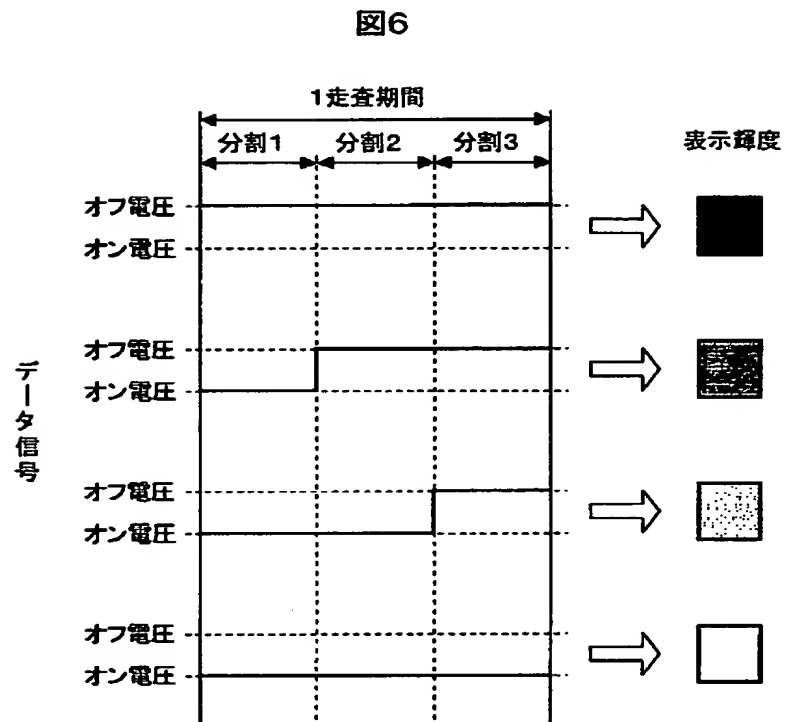 図6
1走査期間
分割1 分割2 分割3
表示輝度
データ信号
オフ電圧
オン電圧
オフ電圧
オン電圧
オフ電圧
オン電圧
オフ電圧
オン電圧